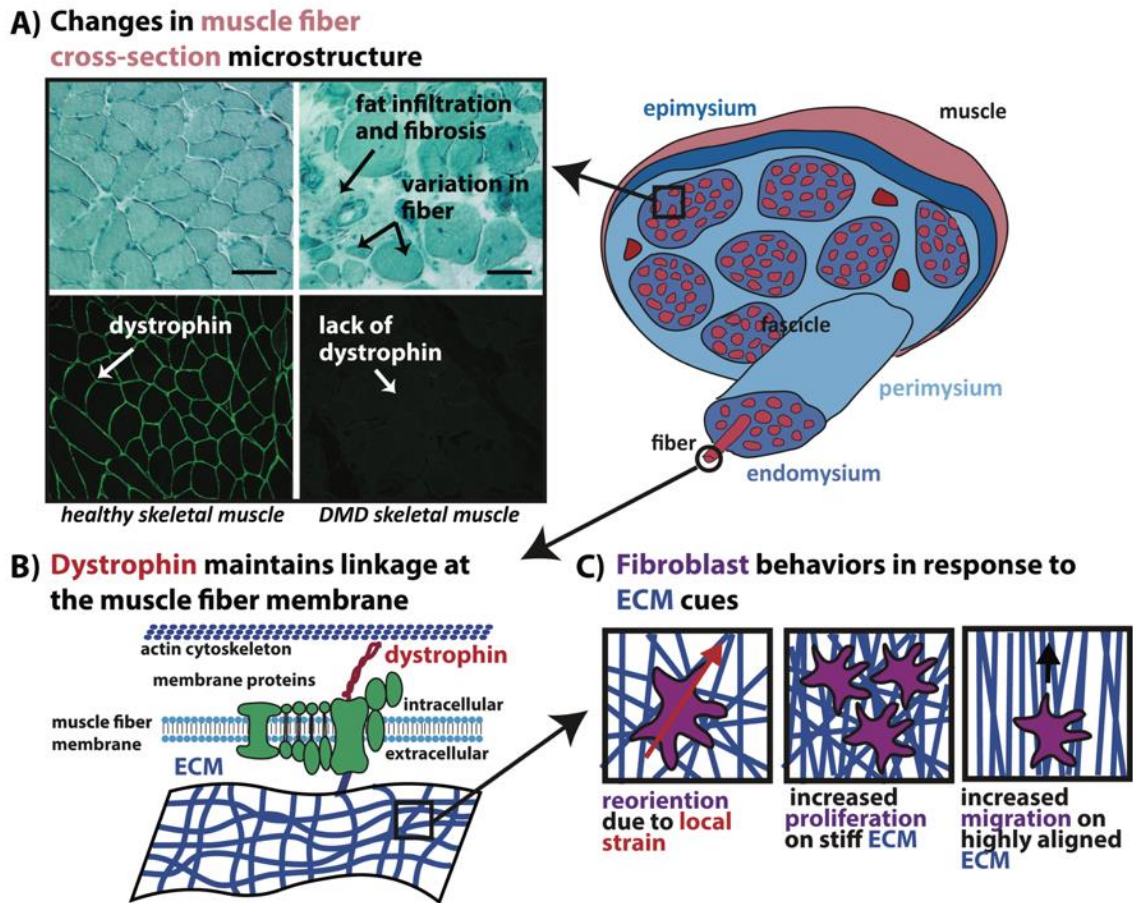 A) Changes in muscle fiber
cross-section microstructure
fat infiltration
and fibrosis
variation in
fiber
dystrophin
lack of
dystrophin
healthy skeletal muscle
DMD skeletal muscle
epimysium
muscle
fascicle
perimysium
fiber
endomysium
B) Dystrophin maintains linkage at
the muscle fiber membrane
actin cytoskeleton
dystrophin
membrane proteins
intracellular
muscle fiber
membrane
extracellular
ECM
C) Fibroblast behaviors in response to
ECM cues
reoriention
due to local
strain
increased
proliferation
on stiff ECM
increased
migration on
highly aligned
ECM